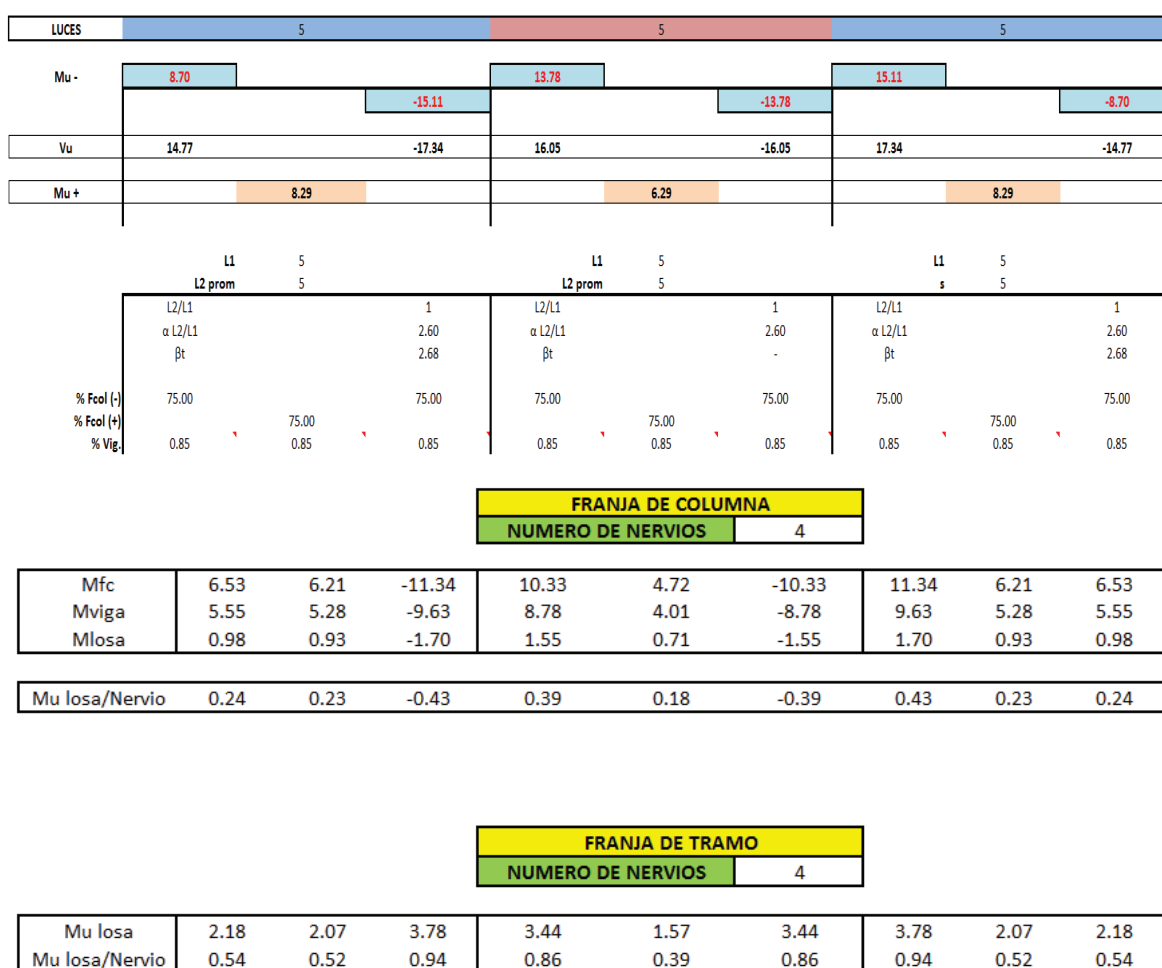 LUCES 5 5 5
Mu - 8.70 13.78 15.11
-15.11 -13.78 -8.70
Vu 14.77 -17.34 16.05 -16.05 17.34 -14.77
Mu + 8.29 6.29 8.29
L1 5 L1 5 L1 5
L2 prom 5 L2 prom 5 s 5
L2/L1 1 L2/L1 1 L2/L1 1
α L2/L1 2.60 α L2/L1 2.60 α L2/L1 2.60
βt 2.68 βt - βt 2.68
% Fcol (-) 75.00 75.00 75.00 75.00 75.00 75.00
% Fcol (+) 75.00 75.00 75.00
% Vig. 0.85 0.85 0.85 0.85 0.85 0.85 0.85 0.85 0.85
FRANJA DE COLUMNA
NUMERO DE NERVIOS 4
Mfc 6.53 6.21 -11.34 10.33 4.72 -10.33 11.34 6.21 6.53
Mviga 5.55 5.28 -9.63 8.78 4.01 -8.78 9.63 5.28 5.55
Mlosa 0.98 0.93 -1.70 1.55 0.71 -1.55 1.70 0.93 0.98
Mu losa/Nervio 0.24 0.23 -0.43 0.39 0.18 -0.39 0.43 0.23 0.24
FRANJA DE TRAMO
NUMERO DE NERVIOS 4
Mu losa 2.18 2.07 3.78 3.44 1.57 3.44 3.78 2.07 2.18
Mu losa/Nervio 0.54 0.52 0.94 0.86 0.39 0.86 0.94 0.52 0.54